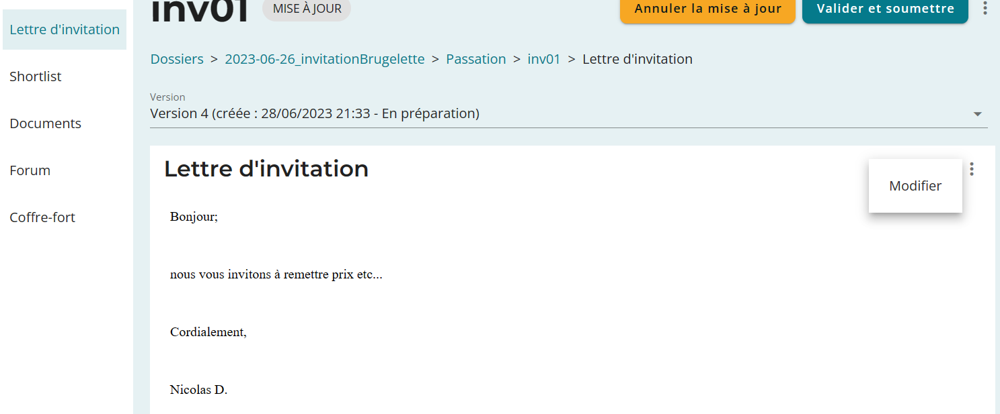 inv01 MISE À JOUR Annuler la mise à jour Valider et soumettre
Lettre d'invitation
Shortlist
Documents
Forum
Coffre-fort
Dossiers > 2023-06-26_invitationBrugelette > Passation > inv01 > Lettre d'invitation
Version
Version 4 (créée : 28/06/2023 21:33 - En préparation)
Lettre d'invitation
Modifier
Bonjour;
nous vous invitons à remettre prix etc...
Cordialement,
Nicolas D.